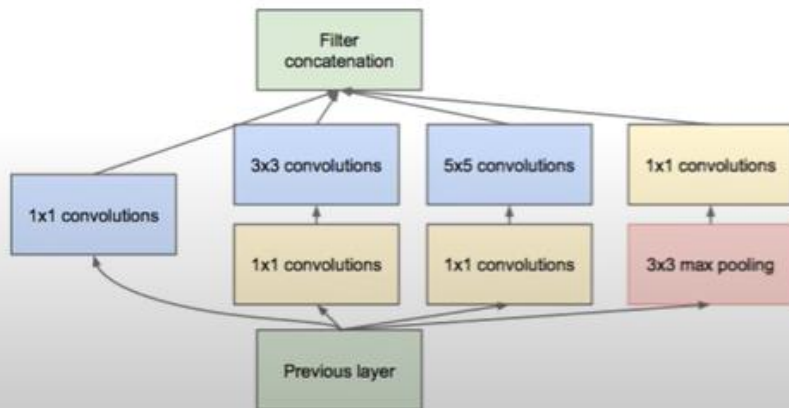 Filter
concatenation
3x3 convolutions
5x5 convolutions
1x1 convolutions
1x1 convolutions
1x1 convolutions
1x1 convolutions
3x3 max pooling
Previous layer